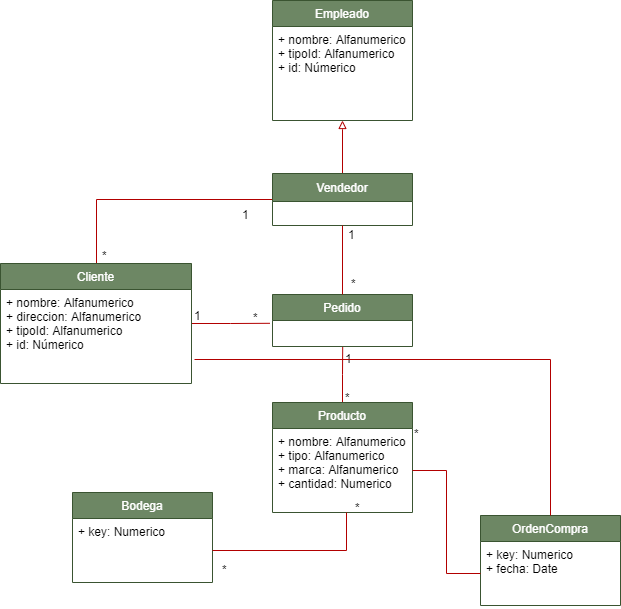 Empleado
+ nombre: Alfanumerico
+ tipoId: Alfanumerico
+ id: Númerico
Vendedor
1
*
1
*
Cliente
+ nombre: Alfanumerico
+ direccion: Alfanumerico
+ tipoId: Alfanumerico
+ id: Númerico
1
*
Pedido
1
*
Producto
+ nombre: Alfanumerico
+ tipo: Alfanumerico
+ marca: Alfanumerico
+ cantidad: Numerico
*
*
Bodega
+ key: Numerico
*
OrdenCompra
+ key: Numerico
+ fecha: Date